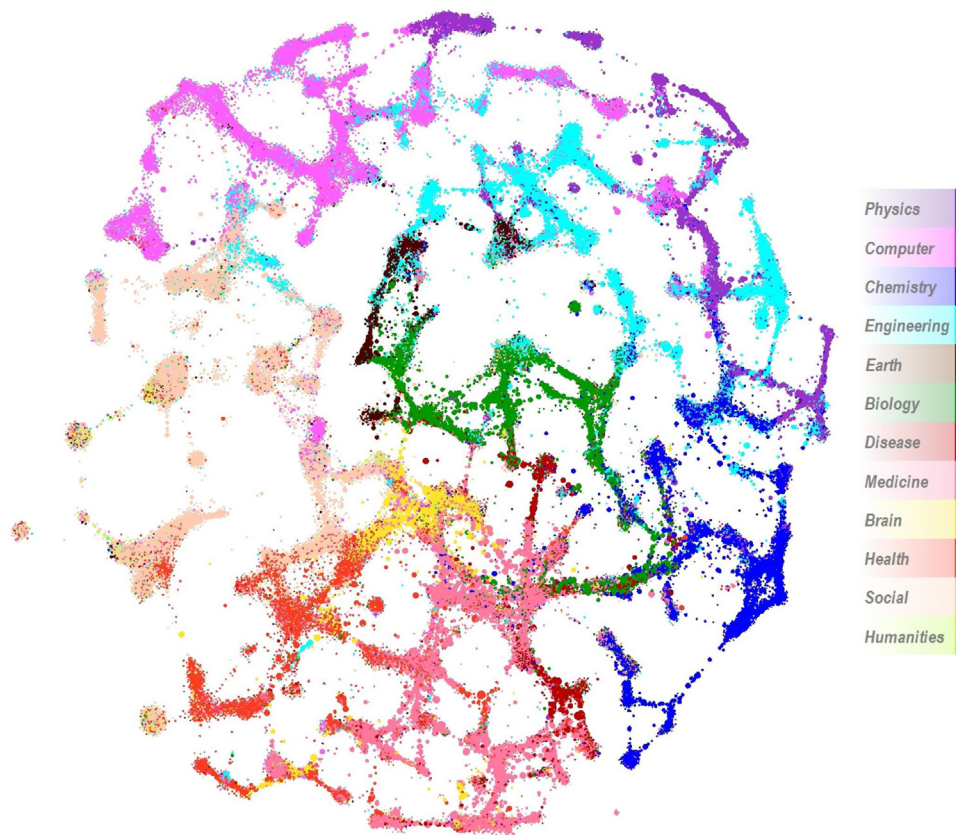 Physics
Computer
Chemistry
Engineering
Earth
Biology
Disease
Medicine
Brain
Health
Social
Humanities